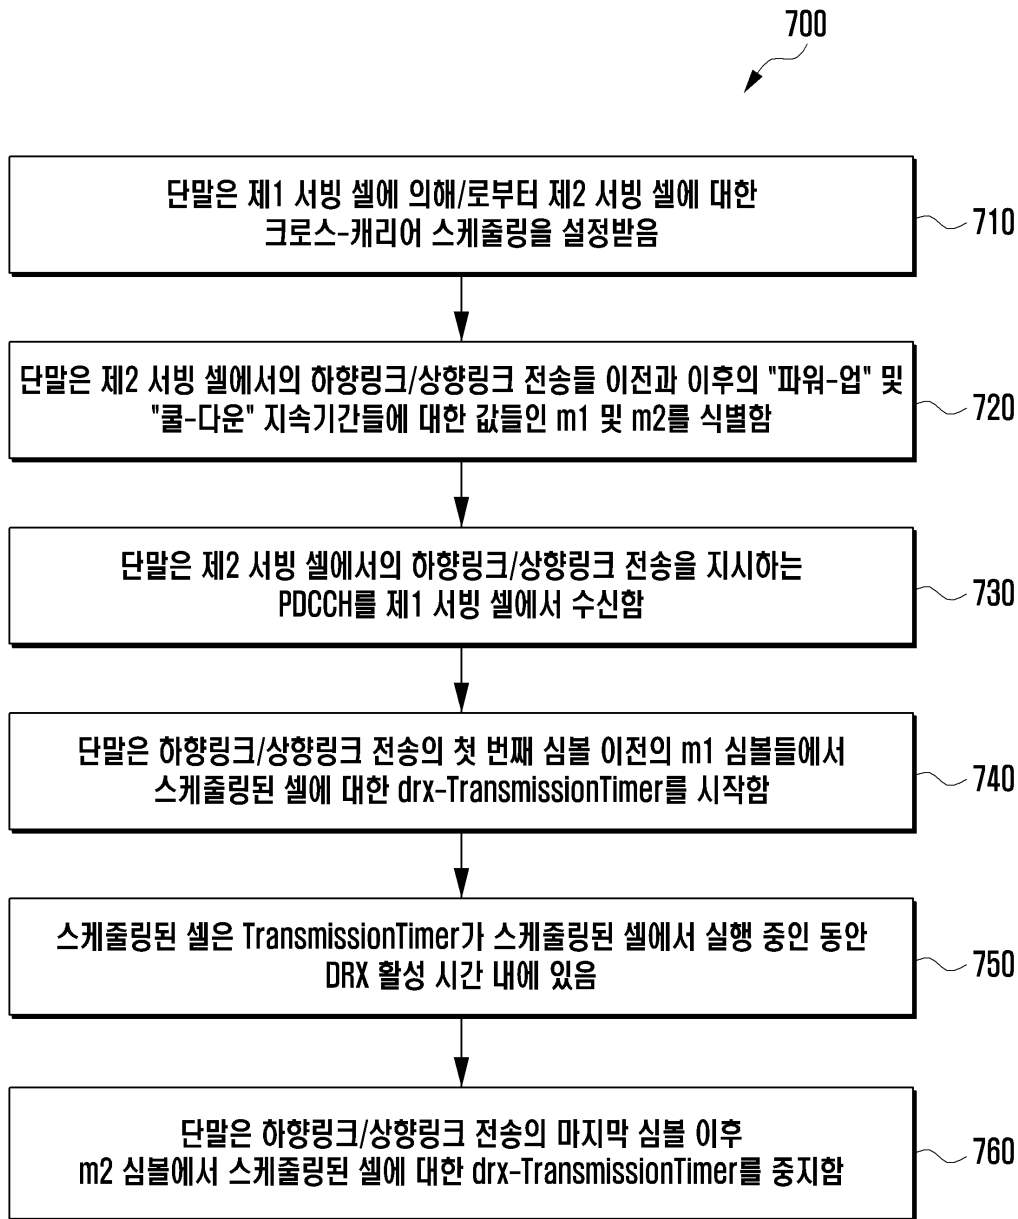 700
단말은 제1 서빙 셀에 의해/로부터 제2 서빙 셀에 대한
크로스-캐리어 스케줄링을 설정받음
710
단말은 제2 서빙 셀에서의 하향링크/상향링크 전송들 이전과 이후의 "파워-업" 및
"쿨-다운" 지속기간들에 대한 값들인 m1 및 m2를 식별함
720
단말은 제2 서빙 셀에서의 하향링크/상향링크 전송을 지시하는
PDCCH를 제1 서빙 셀에서 수신함
730
단말은 하향링크/상향링크 전송의 첫 번째 심볼 이전의 m1 심볼들에서
스케줄링된 셀에 대한 drx-TransmissionTimer를 시작함
740
스케줄링된 셀은 TransmissionTimer가 스케줄링된 셀에서 실행 중인 동안
DRX 활성 시간 내에 있음
750
단말은 하향링크/상향링크 전송의 마지막 심볼 이후
m2 심볼에서 스케줄링된 셀에 대한 drx-TransmissionTimer를 중지함
760